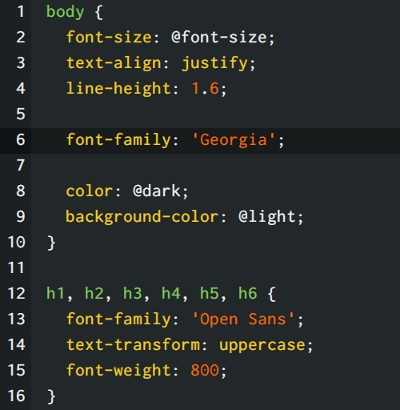 1 body {
2   font-size: @font-size;
3   text-align: justify;
4   line-height: 1.6;
5
6   font-family: 'Georgia';
7
8   color: @dark;
9   background-color: @light;
10 }
11
12 h1, h2, h3, h4, h5, h6 {
13   font-family: 'Open Sans';
14   text-transform: uppercase;
15   font-weight: 800;
16 }